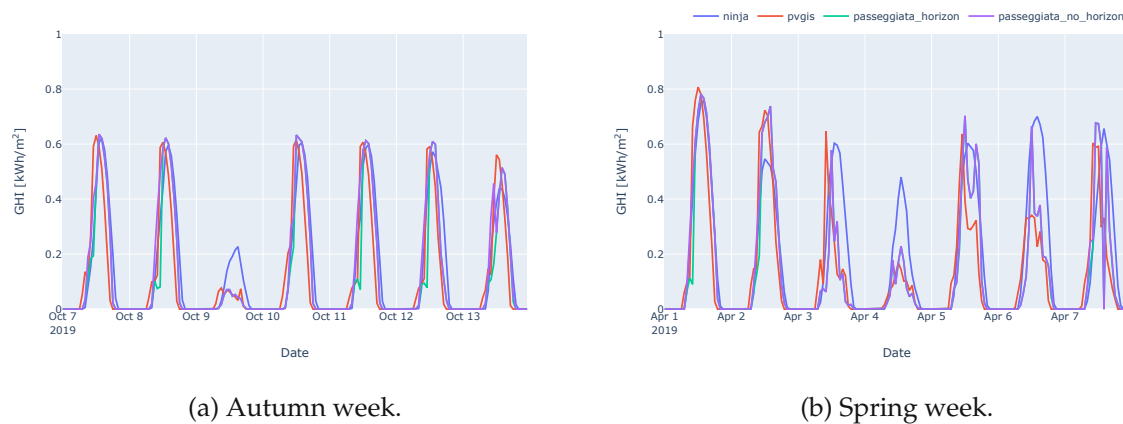 ninja pvgis passeggiata_horizon passeggiata_no_horizon
1
0.8
0.6
0.4
0.2
0
GHI [kWh/m²]
Oct 7 Oct 8 Oct 9 Oct 10 Oct 11 Oct 12 Oct 13
2019
Date
(a) Autumn week.
1
0.8
0.6
0.4
0.2
0
GHI [kWh/m²]
Apr 1 Apr 2 Apr 3 Apr 4 Apr 5 Apr 6 Apr 7
2019
Date
(b) Spring week.